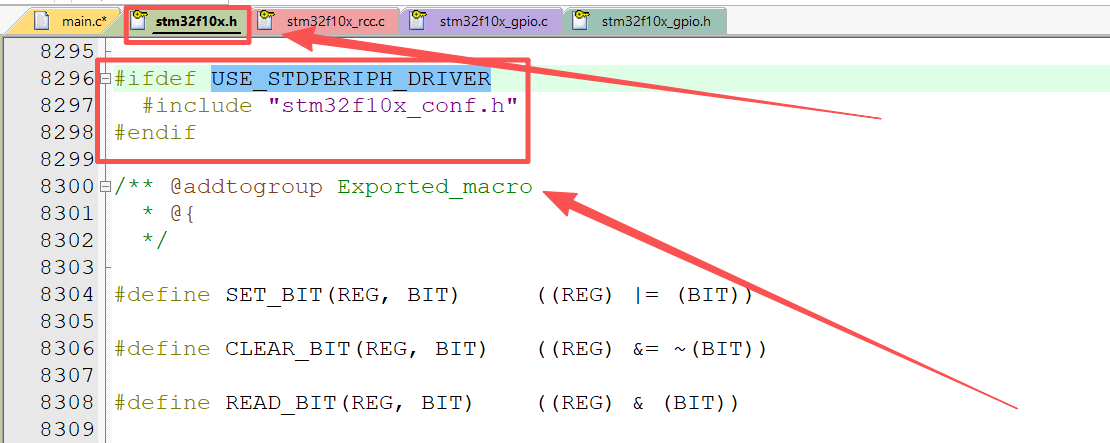 main.c* stm32f10x.h stm32f10x_rcc.c stm32f10x_gpio.c stm32f10x_gpio.h
8295
8296 #ifdef USE_STDPERIPH_DRIVER
8297   #include "stm32f10x_conf.h"
8298 #endif
8299
8300 /** @addtogroup Exported_macro
8301   * @{
8302   */
8303
8304 #define SET_BIT(REG, BIT)     ((REG) |= (BIT))
8305
8306 #define CLEAR_BIT(REG, BIT)   ((REG) &= ~(BIT))
8307
8308 #define READ_BIT(REG, BIT)    ((REG) & (BIT))
8309